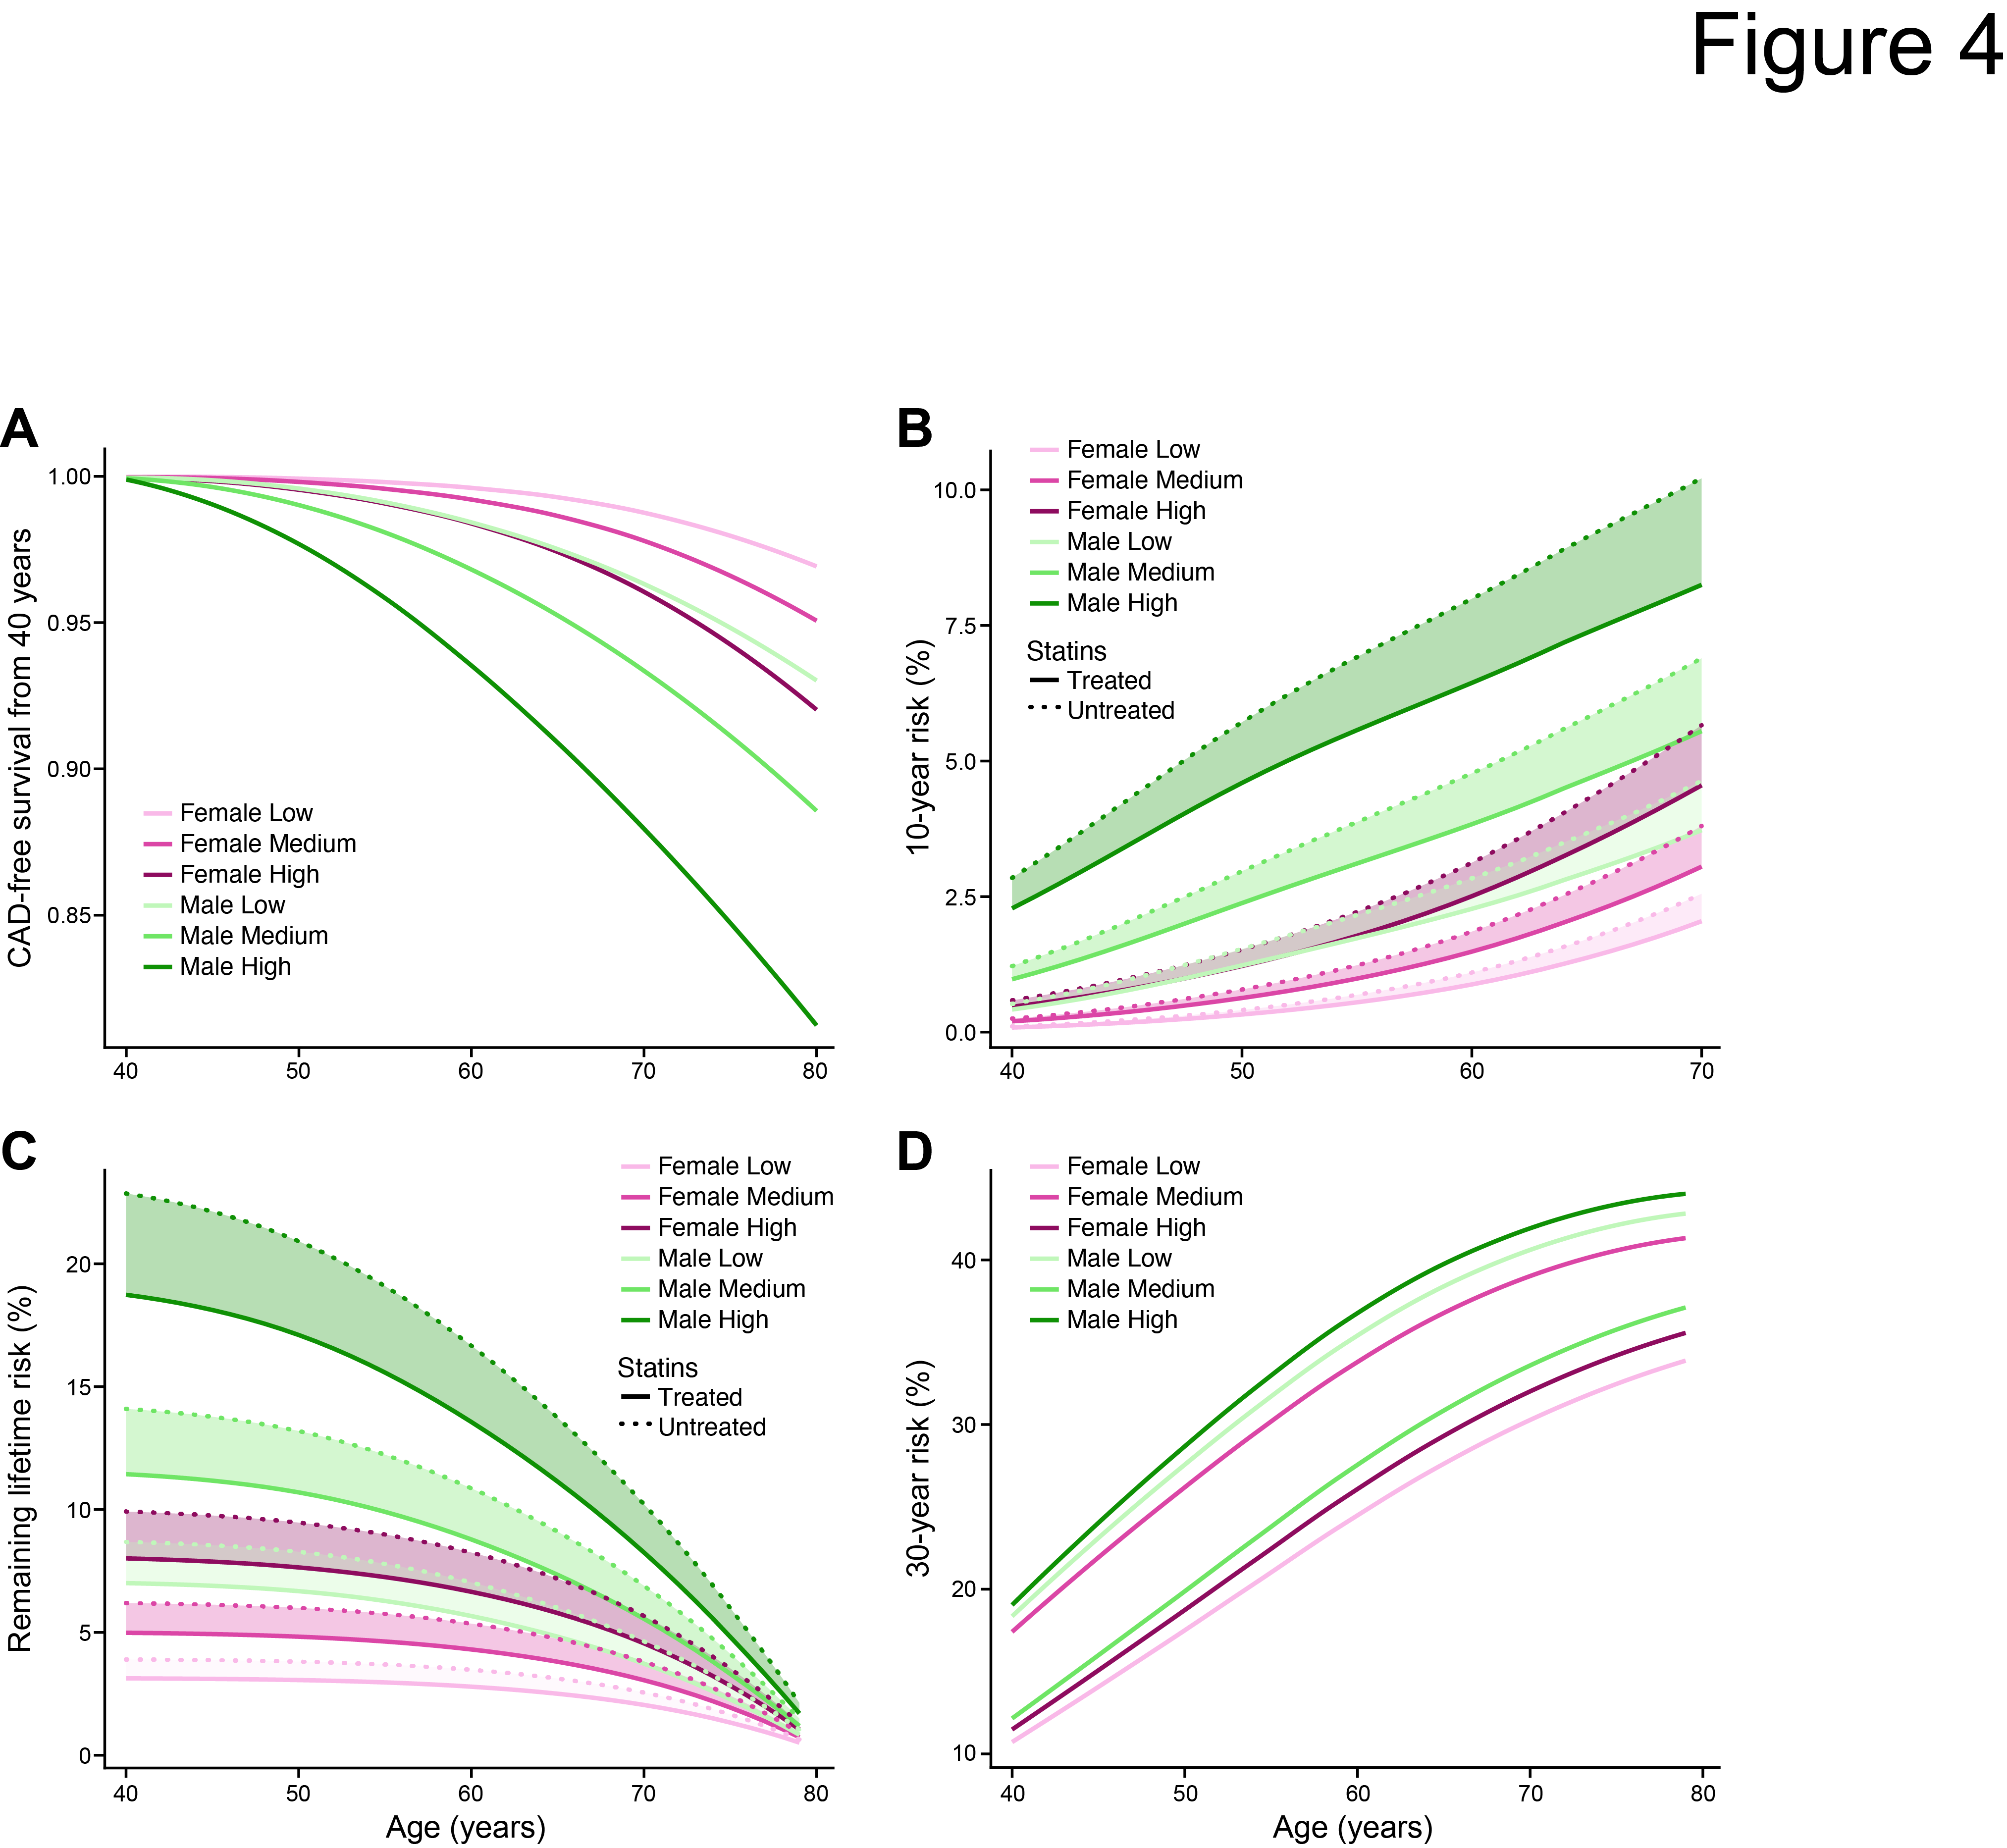 Figure 4
A
CAD-free survival from 40 years
1.00
0.95
0.90
0.85
Female Low
Female Medium
Female High
Male Low
Male Medium
Male High
40 50 60 70 80
B
10-year risk (%)
10.0
7.5
5.0
2.5
0.0
Female Low
Female Medium
Female High
Male Low
Male Medium
Male High
Statins
Treated
Untreated
40 50 60 70
C
Remaining lifetime risk (%)
20
15
10
5
0
Female Low
Female Medium
Female High
Male Low
Male Medium
Male High
Statins
Treated
Untreated
40 50 60 70 80
Age (years)
D
30-year risk (%)
40
30
20
10
Female Low
Female Medium
Female High
Male Low
Male Medium
Male High
40 50 60 70 80
Age (years)